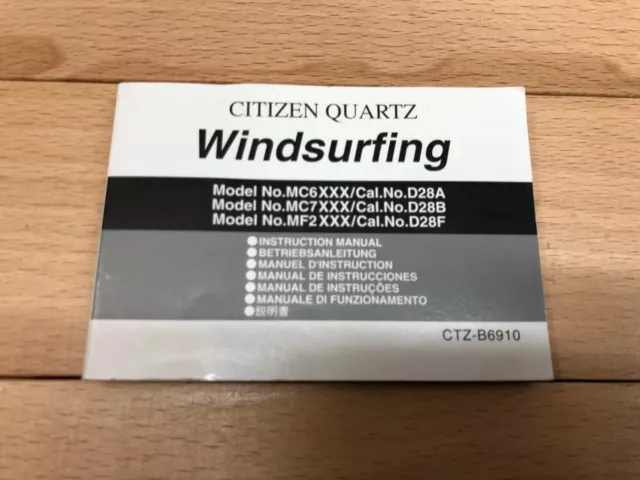 CITIZEN QUARTZ
Windsurfing
Model No.MC6XXX/Cal.No.D28A
Model No.MC7XXX/Cal.No.D28B
Model No.MF2XXX/Cal.No.D28F
●INSTRUCTION MANUAL
●BETRIEBSANLEITUNG
●MANUEL D'INSTRUCTION
●MANUAL DE INSTRUCCIONES
●MANUAL DE INSTRUÇÕES
●MANUALE DI FUNZIONAMENTO
●説明書
CTZ-B6910